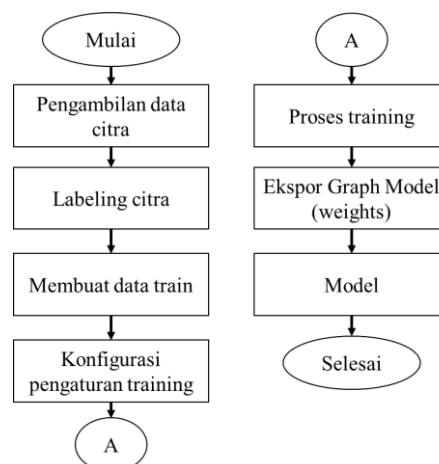 Mulai
Pengambilan data
citra
Labeling citra
Membuat data train
Konfigurasi
pengaturan training
A
A
Proses training
Ekspor Graph Model
(weights)
Model
Selesai